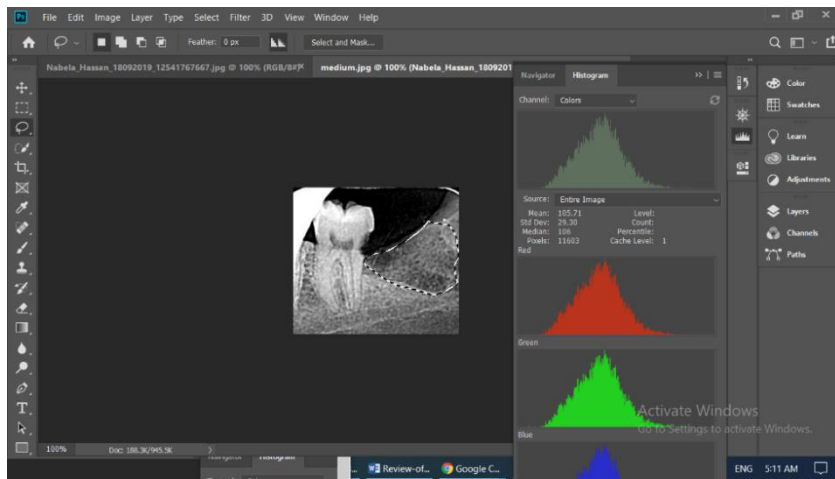 Ps File Edit Image Layer Type Select Filter 3D View Window Help
Feather: 0 px Select and Mask...
Nabela_Hassan_18092019_12541767667.jpg @ 100% (RGB/8#)
medium.jpg @ 100% (Nabela_Hassan_1809201
Navigator Histogram
Channel: Colors
Source: Entire Image
Mean: 105.71 Level:
Std Dev: 29.30 Count:
Median: 106 Percentile:
Pixels: 11603 Cache Level: 1
Red
Green
Blue
Color
Swatches
Learn
Libraries
Adjustments
Layers
Channels
Paths
Activate Windows
Go to Settings to activate Windows.
100% Doc: 188.3K/945.5K
Navigator Histogram
Review-of... Google C...
ENG 5:11 AM